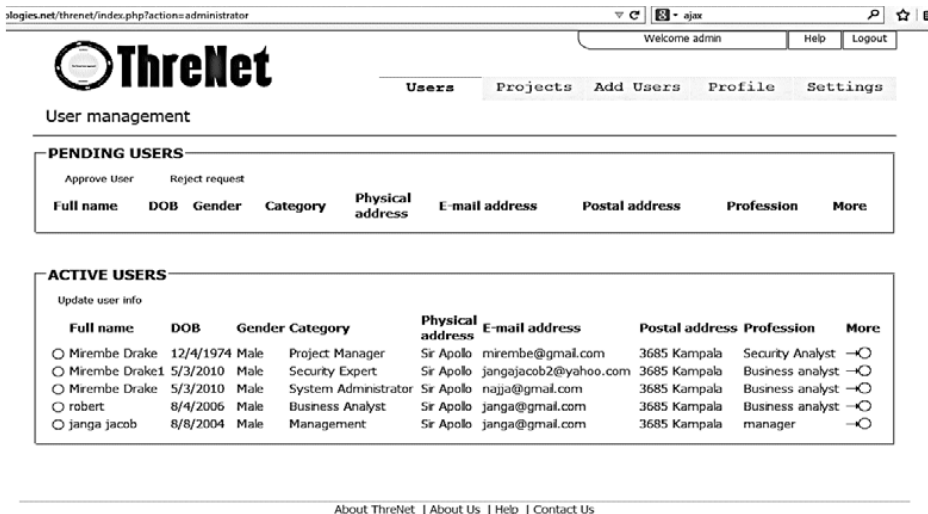 ologies.net/threnet/index.php?action=administrator
ajax
Welcome admin
Help
Logout
ThreNet
Users Projects Add Users Profile Settings
User management
PENDING USERS
Approve User Reject request
Full name DOB Gender Category Physical address E-mail address Postal address Profession More
ACTIVE USERS
Update user info
Full name DOB Gender Category Physical address E-mail address Postal address Profession More
Mirembe Drake 12/4/1974 Male Project Manager Sir Apollo mirembe@gmail.com 3685 Kampala Security Analyst
Mirembe Drake1 5/3/2010 Male Security Expert Sir Apollo jangajacob2@yahoo.com 3685 Kampala Business analyst
Mirembe Drake 5/3/2010 Male System Administrator Sir Apollo najja@gmail.com 3685 Kampala Business analyst
robert 8/4/2006 Male Business Analyst Sir Apollo janga@gmail.com 3685 Kampala Business analyst
janga jacob 8/8/2004 Male Management Sir Apollo janga@gmail.com 3685 Kampala manager
About ThreNet | About Us | Help | Contact Us